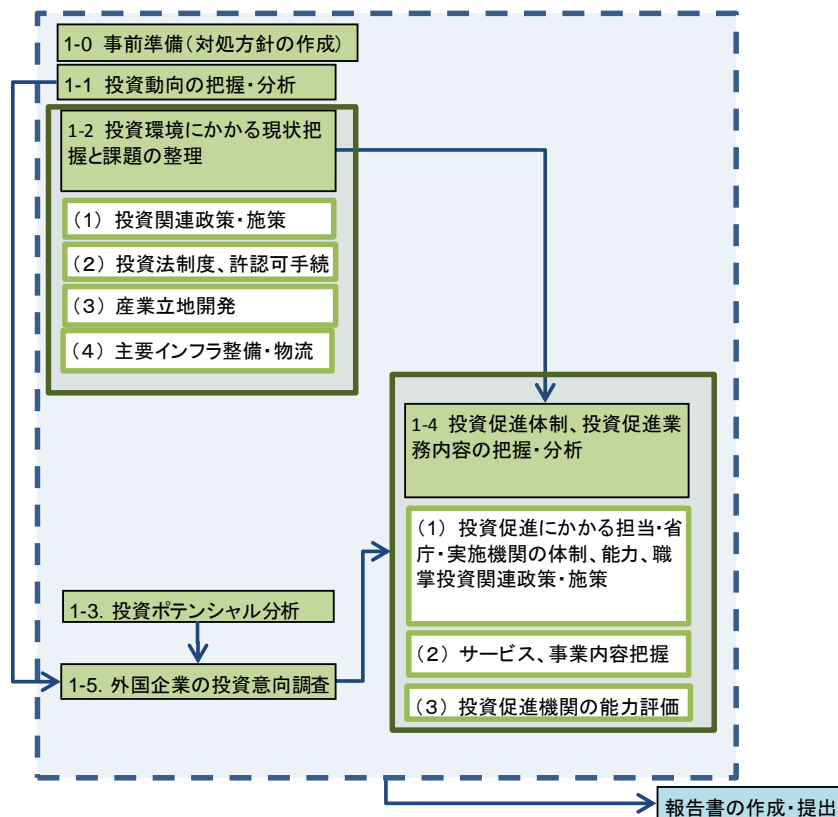 1-0 事前準備(対処方針の作成)
1-1 投資動向の把握・分析
1-2 投資環境にかかる現状把
握と課題の整理
(1) 投資関連政策・施策
(2) 投資法制度、許認可手続
(3) 産業立地開発
(4) 主要インフラ整備・物流
1-4 投資促進体制、投資促進業
務内容の把握・分析
(1) 投資促進にかかる担当・省
庁・実施機関の体制、能力、職
掌投資関連政策・施策
(2) サービス、事業内容把握
(3) 投資促進機関の能力評価
1-3. 投資ポテンシャル分析
1-5. 外国企業の投資意向調査
報告書の作成・提出